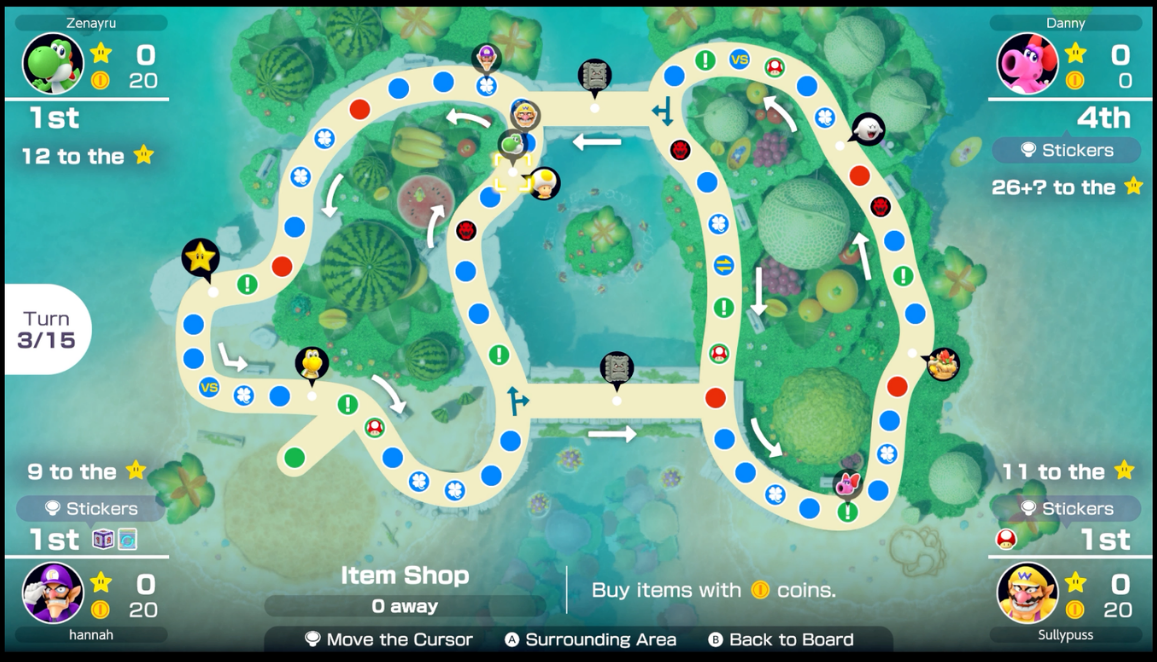 Zenayru
0
20
1st
12 to the
Danny
0
0
4th
Stickers
26+? to the
VS
Turn
3/15
VS
9 to the
Stickers
1st
0
20
hannah
11 to the
Stickers
1st
0
20
Sullypuss
Item Shop
0 away
Buy items with coins.
Move the Cursor
A Surrounding Area
B Back to Board